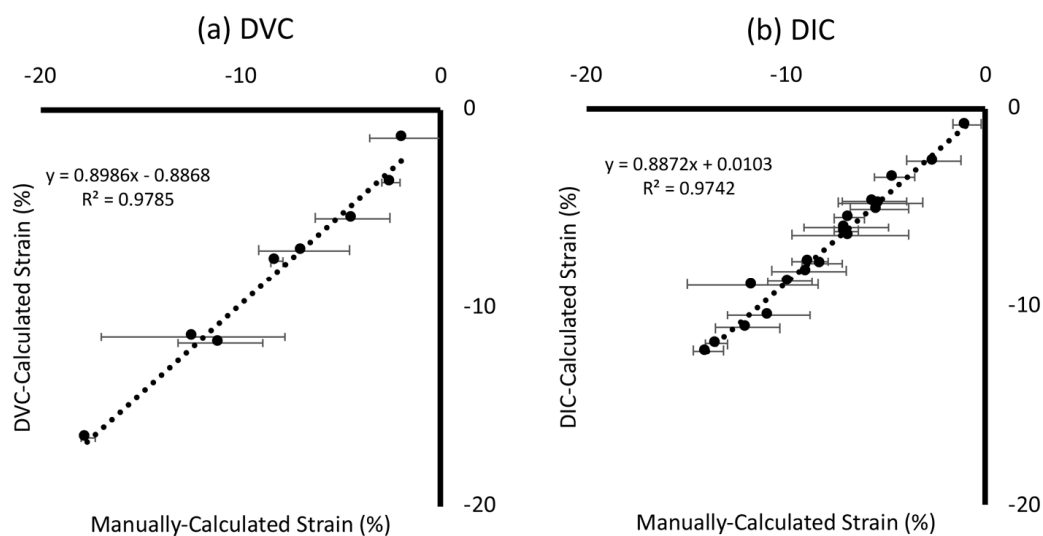 (a) DVC
-20
-10
0
0
y = 0.8986x - 0.8868
R² = 0.9785
DVC-Calculated Strain (%)
-10
-20
Manually-Calculated Strain (%)
(b) DIC
-20
-10
0
0
y = 0.8872x + 0.0103
R² = 0.9742
DIC-Calculated Strain (%)
-10
-20
Manually-Calculated Strain (%)